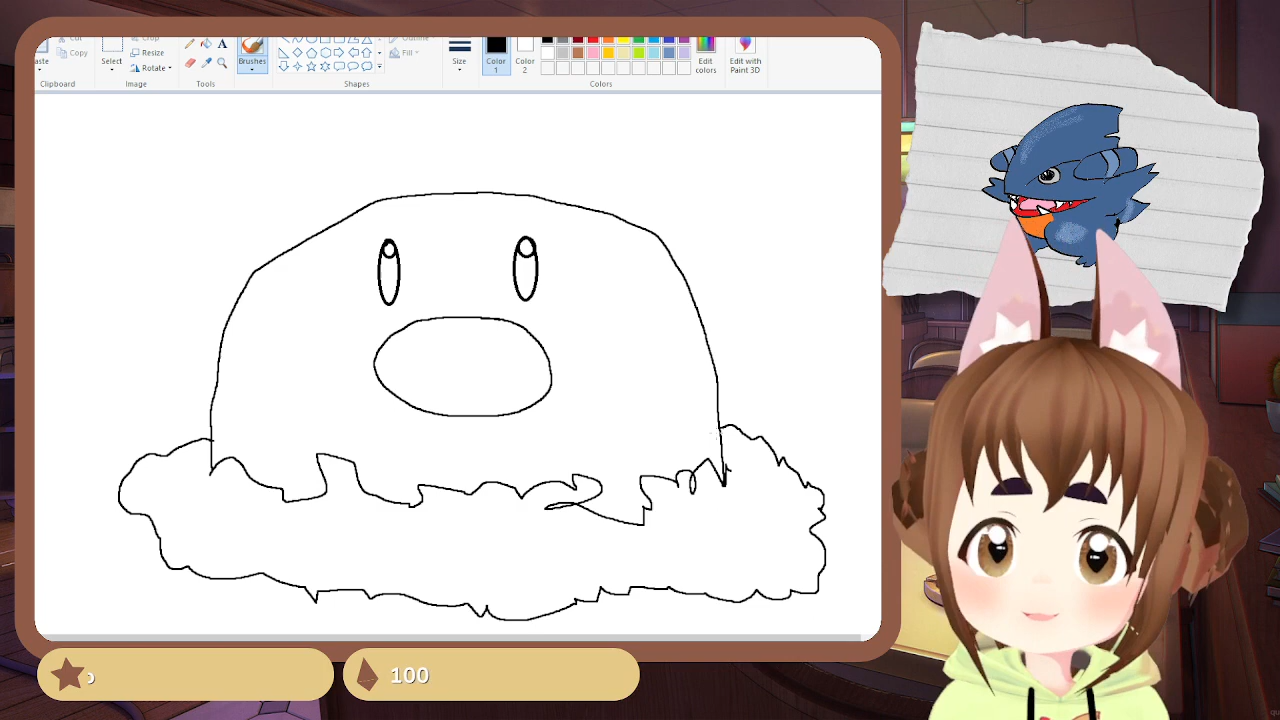 Copy
Resize
Rotate
Select
A
Brushes
Outline
Fill
Size
Color
1
Color
2
Edit
colors
Edit with
Paint 3D
Clipboard
Image
Tools
Shapes
Colors
100